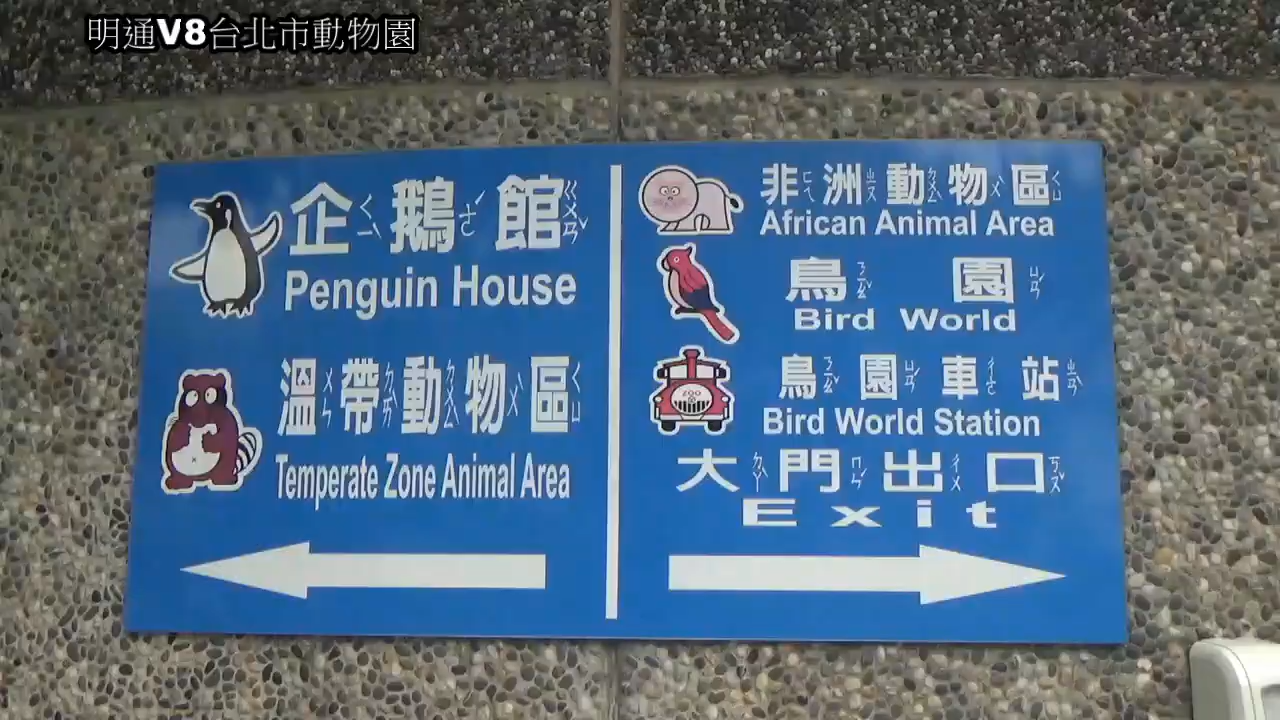 明通V8台北市動物園
企鵝館
Penguin House
溫帶動物區
Temperate Zone Animal Area
非洲動物區
African Animal Area
鳥園
Bird World
ZOO
鳥園車站
Bird World Station
大門出口
Exit